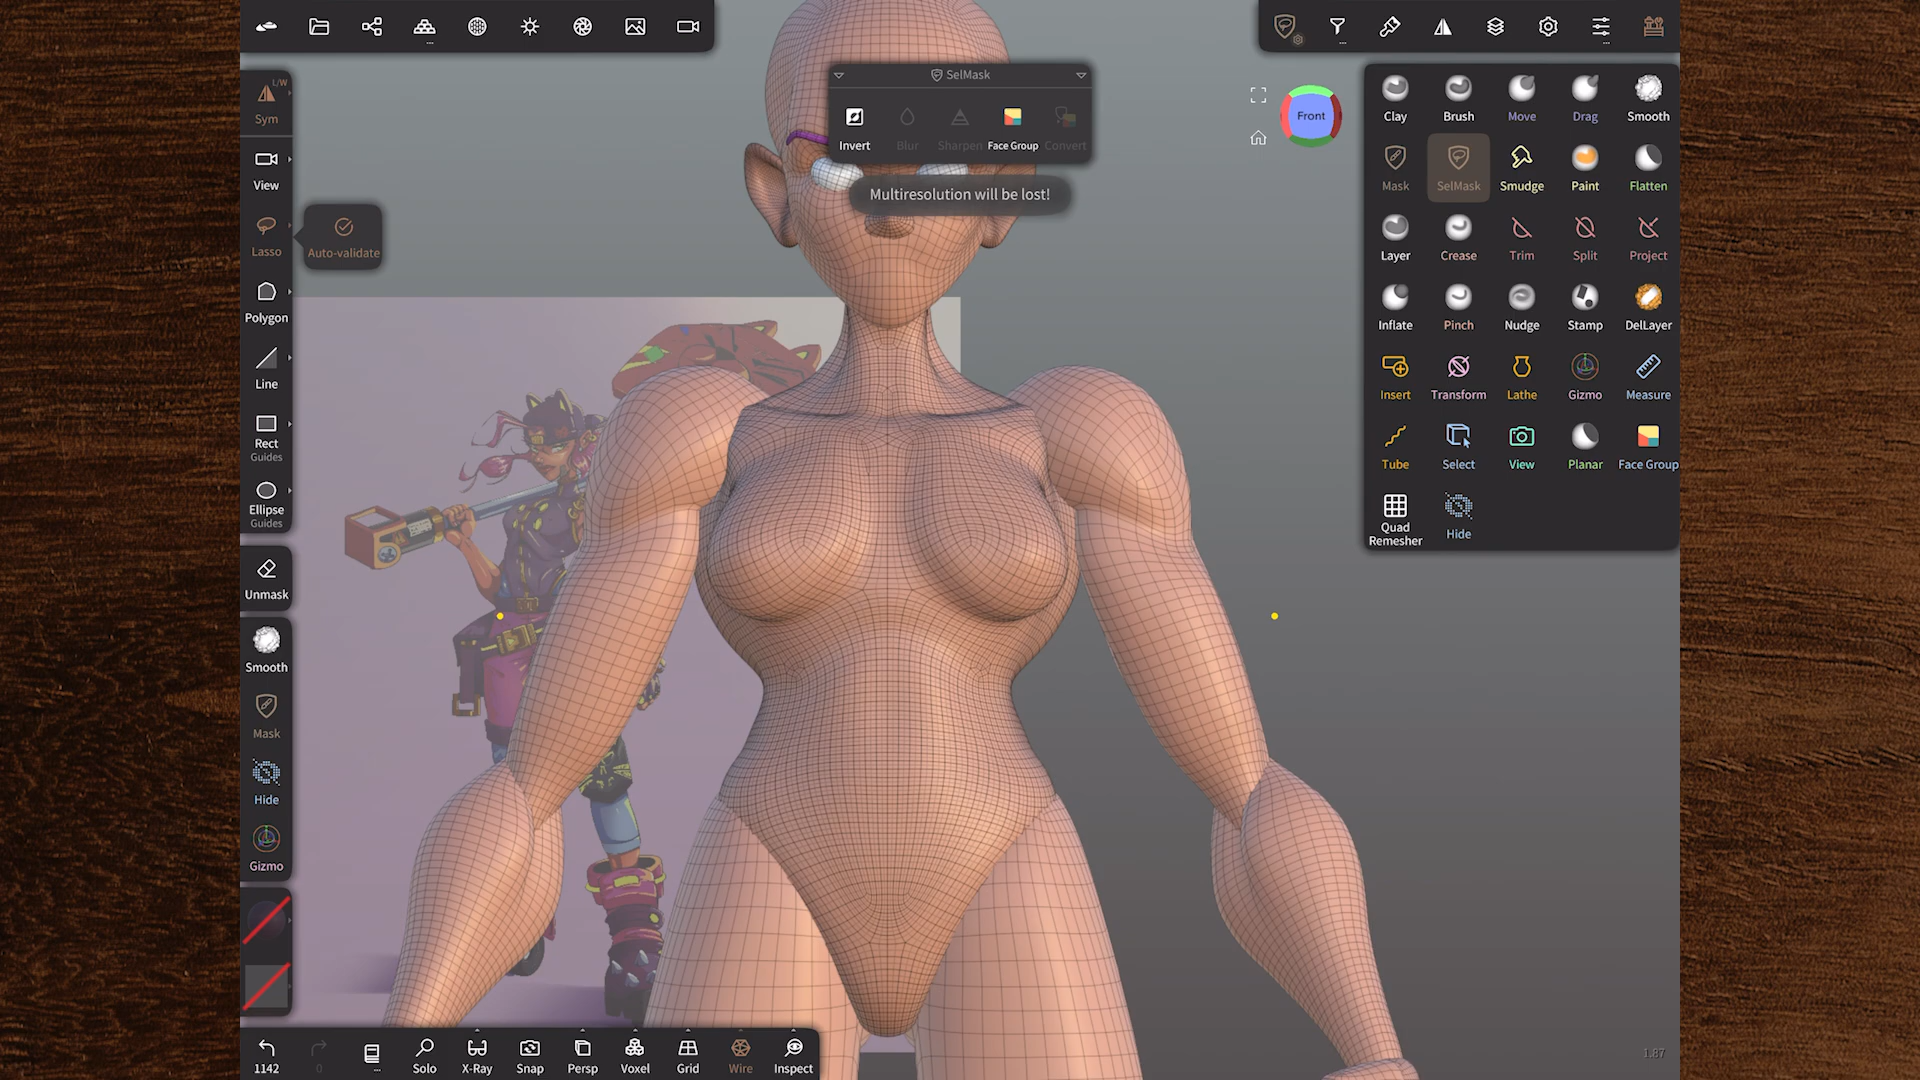 L/W
Sym
View
Lasso
Auto-validate
Polygon
Line
Rect
Guides
Ellipse
Guides
Unmask
Smooth
Mask
Hide
Gizmo
SelMask
Invert
Blur
Sharpen
Face Group
Convert
Multiresolution will be lost!
Front
Clay
Brush
Move
Drag
Smooth
Mask
SelMask
Smudge
Paint
Flatten
Layer
Crease
Trim
Split
Project
Inflate
Pinch
Nudge
Stamp
DelLayer
Insert
Transform
Lathe
Gizmo
Measure
Tube
Select
View
Planar
Face Group
Quad
Remesher
Hide
1142
0
Solo
X-Ray
Snap
Persp
Voxel
Grid
Wire
Inspect
1.87